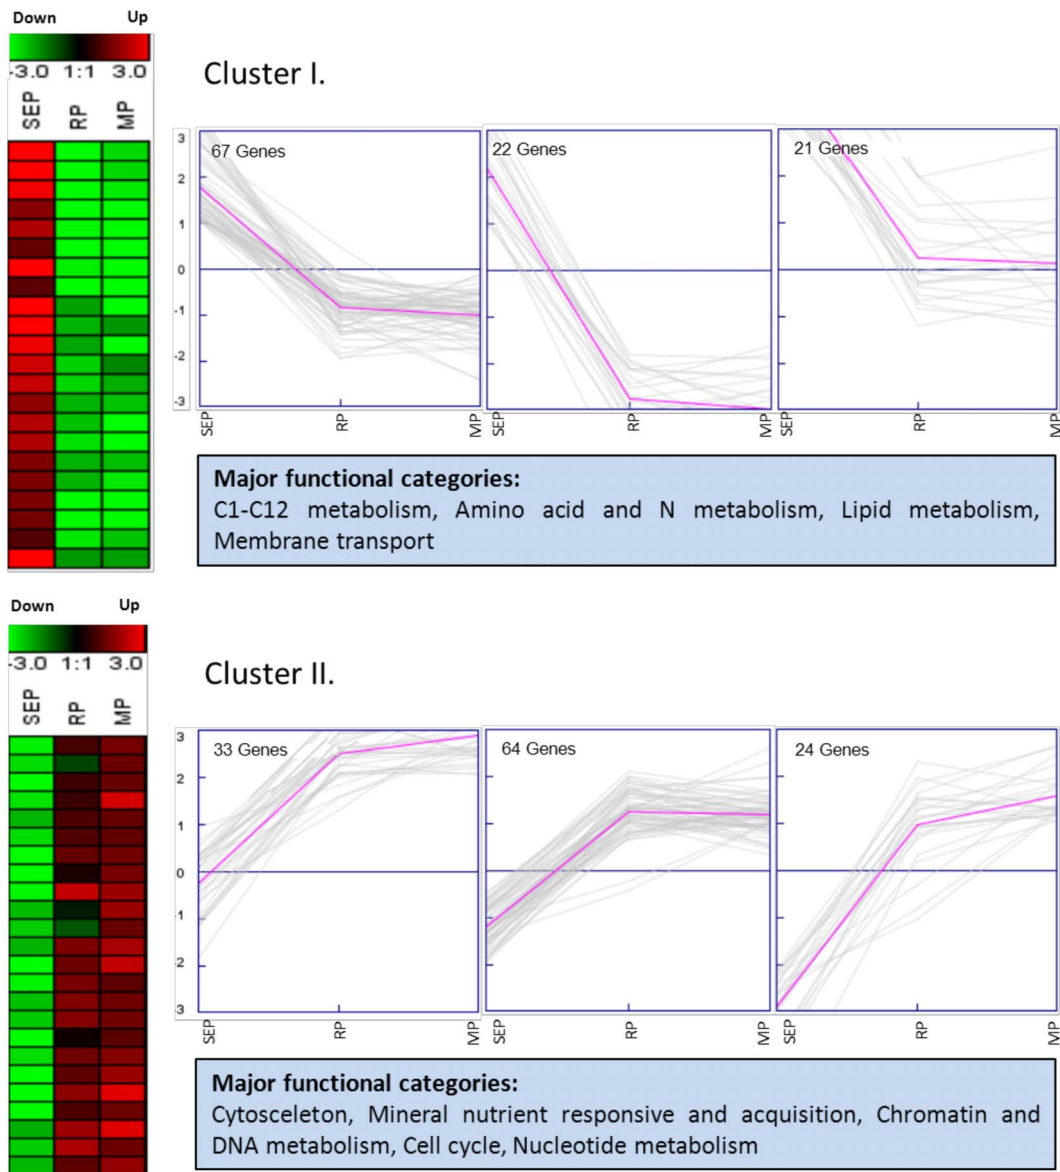 Down Up
-3.0 1:1 3.0
SEP RP MP
Cluster I.
3
2
1
0
-1
-2
-3
67 Genes
22 Genes
21 Genes
SEP RP MP
SEP RP MP
SEP RP MP
Major functional categories:
C1-C12 metabolism, Amino acid and N metabolism, Lipid metabolism,
Membrane transport
Down Up
-3.0 1:1 3.0
SEP RP MP
Cluster II.
3
2
1
0
1
2
3
33 Genes
64 Genes
24 Genes
SEP RP MP
SEP RP MP
SEP RP MP
Major functional categories:
Cytosceleton, Mineral nutrient responsive and acquisition, Chromatin and
DNA metabolism, Cell cycle, Nucleotide metabolism